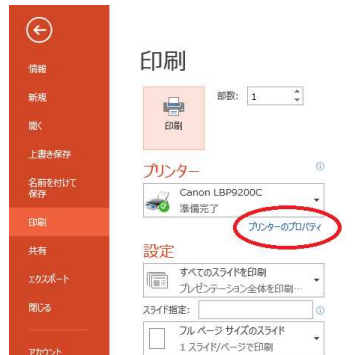 印刷
情報
新規
開く
上書き保存
名前を付けて
保存
印刷
共有
エクスポート
閉じる
アカウント
部数: 1
印刷
プリンター
Canon LBP9200C
準備完了
プリンターのプロパティ
設定
すべてのスライドを印刷
プレゼンテーション全体を印刷…
スライド指定:
フル ページ サイズのスライド
1 スライド/ページで印刷